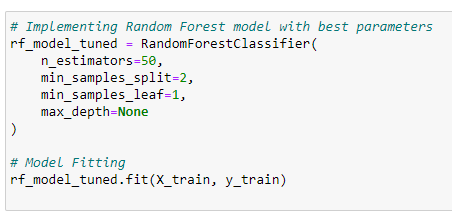 # Implementing Random Forest model with best parameters
rf_model_tuned = RandomForestClassifier(
    n_estimators=50,
    min_samples_split=2,
    min_samples_leaf=1,
    max_depth=None
)
# Model Fitting
rf_model_tuned.fit(X_train, y_train)